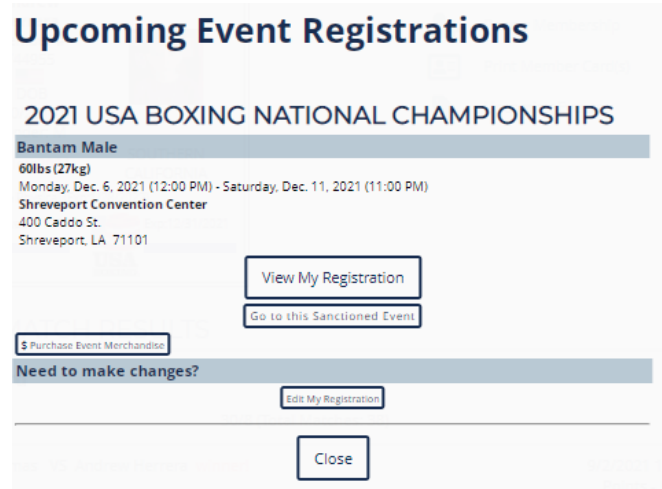 Upcoming Event Registrations
2021 USA BOXING NATIONAL CHAMPIONSHIPS
Bantam Male
60lbs (27kg)
Monday, Dec. 6, 2021 (12:00 PM) - Saturday, Dec. 11, 2021 (11:00 PM)
Shreveport Convention Center
400 Caddo St.
Shreveport, LA 71101
View My Registration
Go to this Sanctioned Event
$ Purchase Event Merchandise
Need to make changes?
Edit My Registration
Close